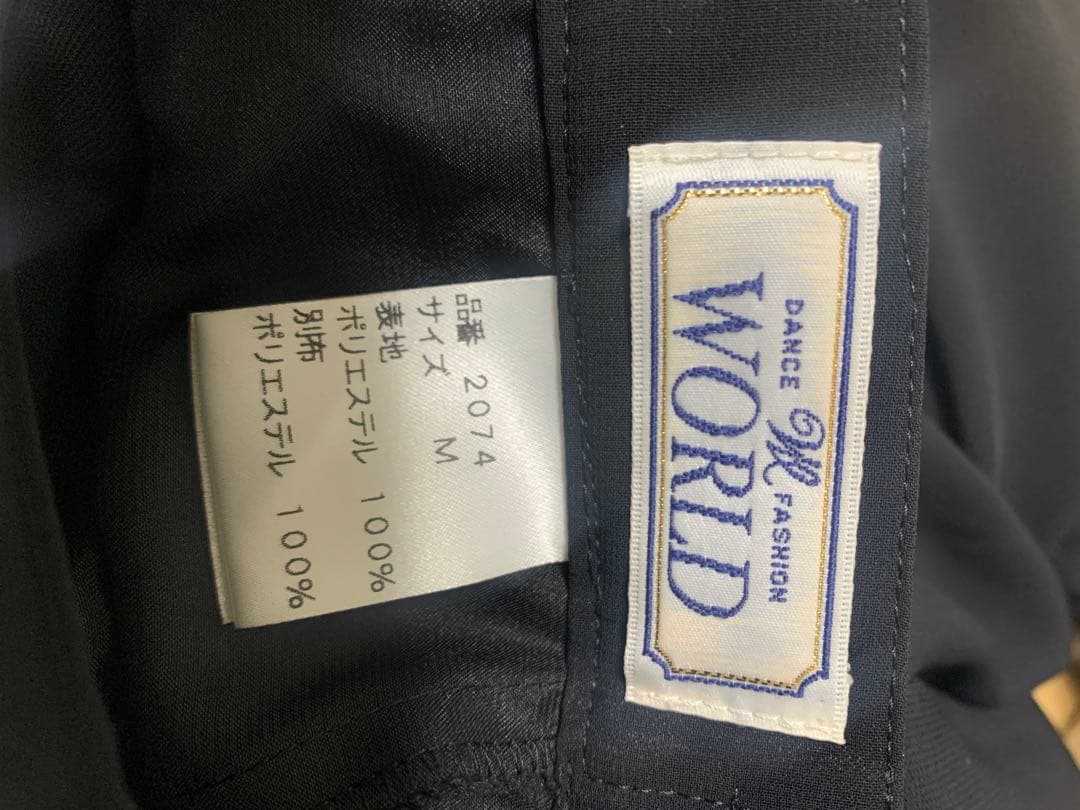 DANCE W FASHION
WORLD
品番 2074
サイズ M
表地
ポリエステル 100%
別布
ポリエステル 100%